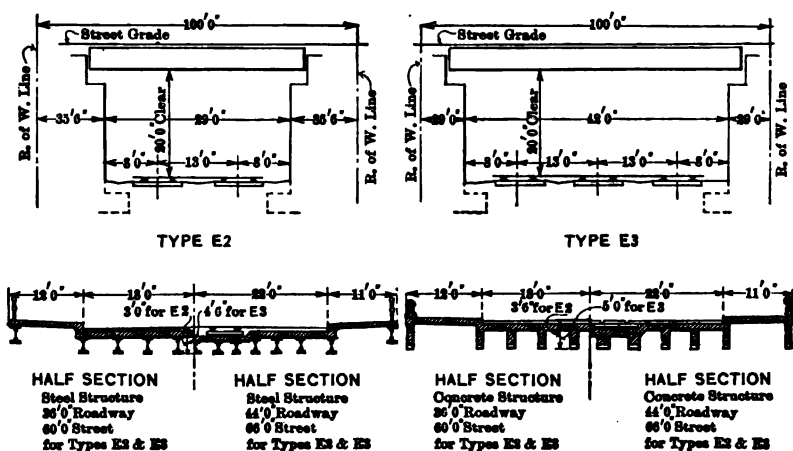 100'0"
Street Grade
R. of W. Line
35'6"
29'0"
35'6"
20'0" Clear
R. of W. Line
8'0"
13'0"
8'0"
TYPE E2
100'0"
Street Grade
R. of W. Line
29'0"
42'0"
29'0"
20'0" Clear
R. of W. Line
8'0"
13'0"
13'0"
8'0"
TYPE E3
12'0"
18'0"
22'0"
11'0"
3'0" for E2
4'6" for E3
HALF SECTION
Steel Structure
36'0" Roadway
60'0" Street
for Types E2 & E3
HALF SECTION
Steel Structure
44'0" Roadway
66'0" Street
for Types E2 & E3
12'0"
18'0"
22'0"
11'0"
3'6" for E2
5'0" for E3
HALF SECTION
Concrete Structure
36'0" Roadway
60'0" Street
for Types E2 & E3
HALF SECTION
Concrete Structure
44'0" Roadway
66'0" Street
for Types E2 & E3